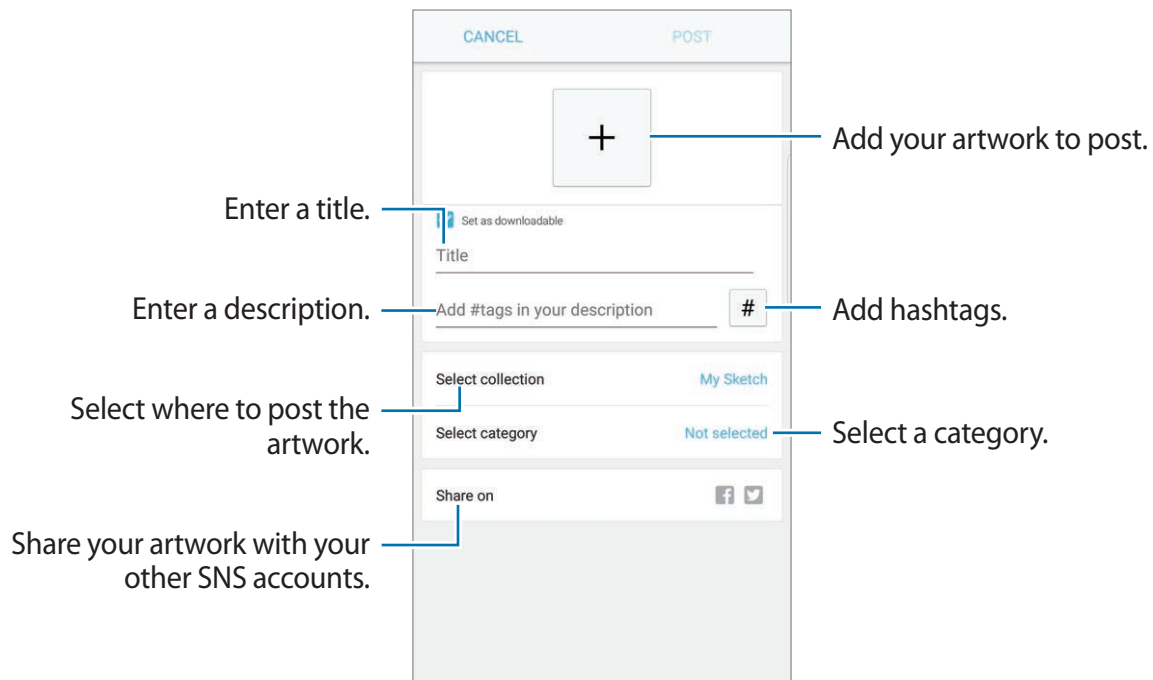 CANCEL POST
+
Add your artwork to post.
Enter a title.
Set as downloadable
Title
Enter a description.
Add #tags in your description
#
Add hashtags.
Select collection My Sketch
Select where to post the
artwork.
Select category Not selected
Select a category.
Share on
Share your artwork with your
other SNS accounts.